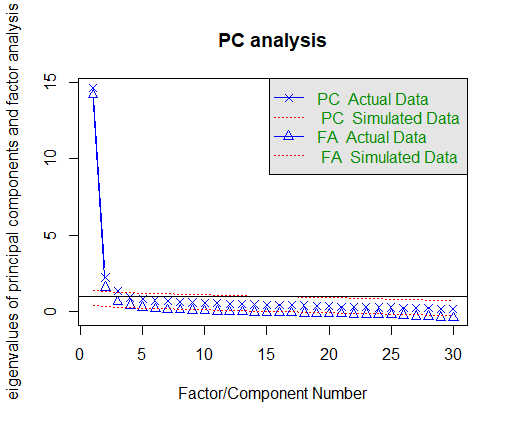 PC analysis
eigenvalues of principal components and factor analysis
15
10
5
0
PC Actual Data
PC Simulated Data
FA Actual Data
FA Simulated Data
0 5 10 15 20 25 30
Factor/Component Number